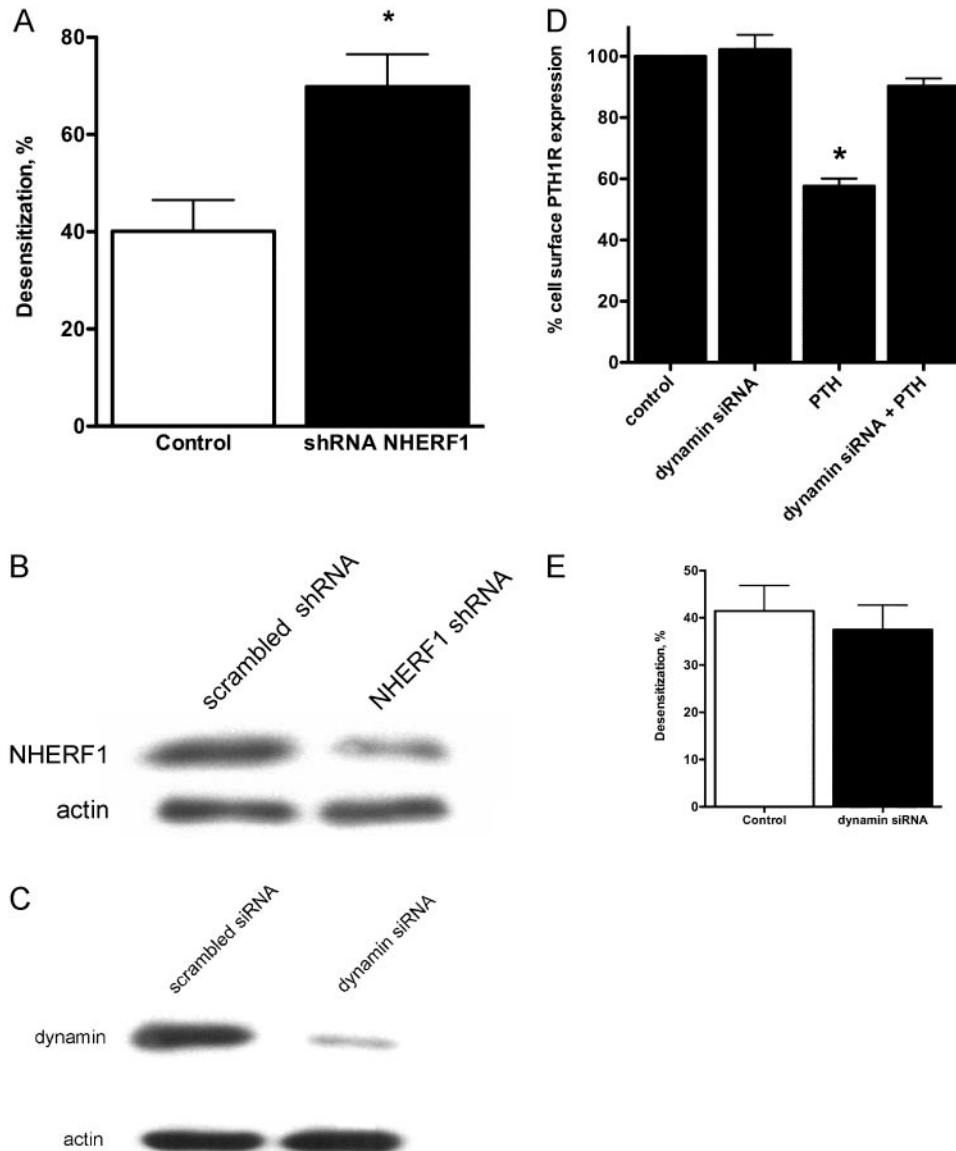 A
Desensitization, %
80
60
40
20
0
*
Control
shRNA NHERF1
B
scrambled shRNA
NHERF1 shRNA
NHERF1
actin
C
scrambled siRNA
dynamin siRNA
dynamin
actin
D
% cell surface PTH1R expression
100
80
60
40
20
0
*
control
dynamin siRNA
PTH
dynamin siRNA + PTH
E
Desensitization, %
50
40
30
20
10
0
Control
dynamin siRNA